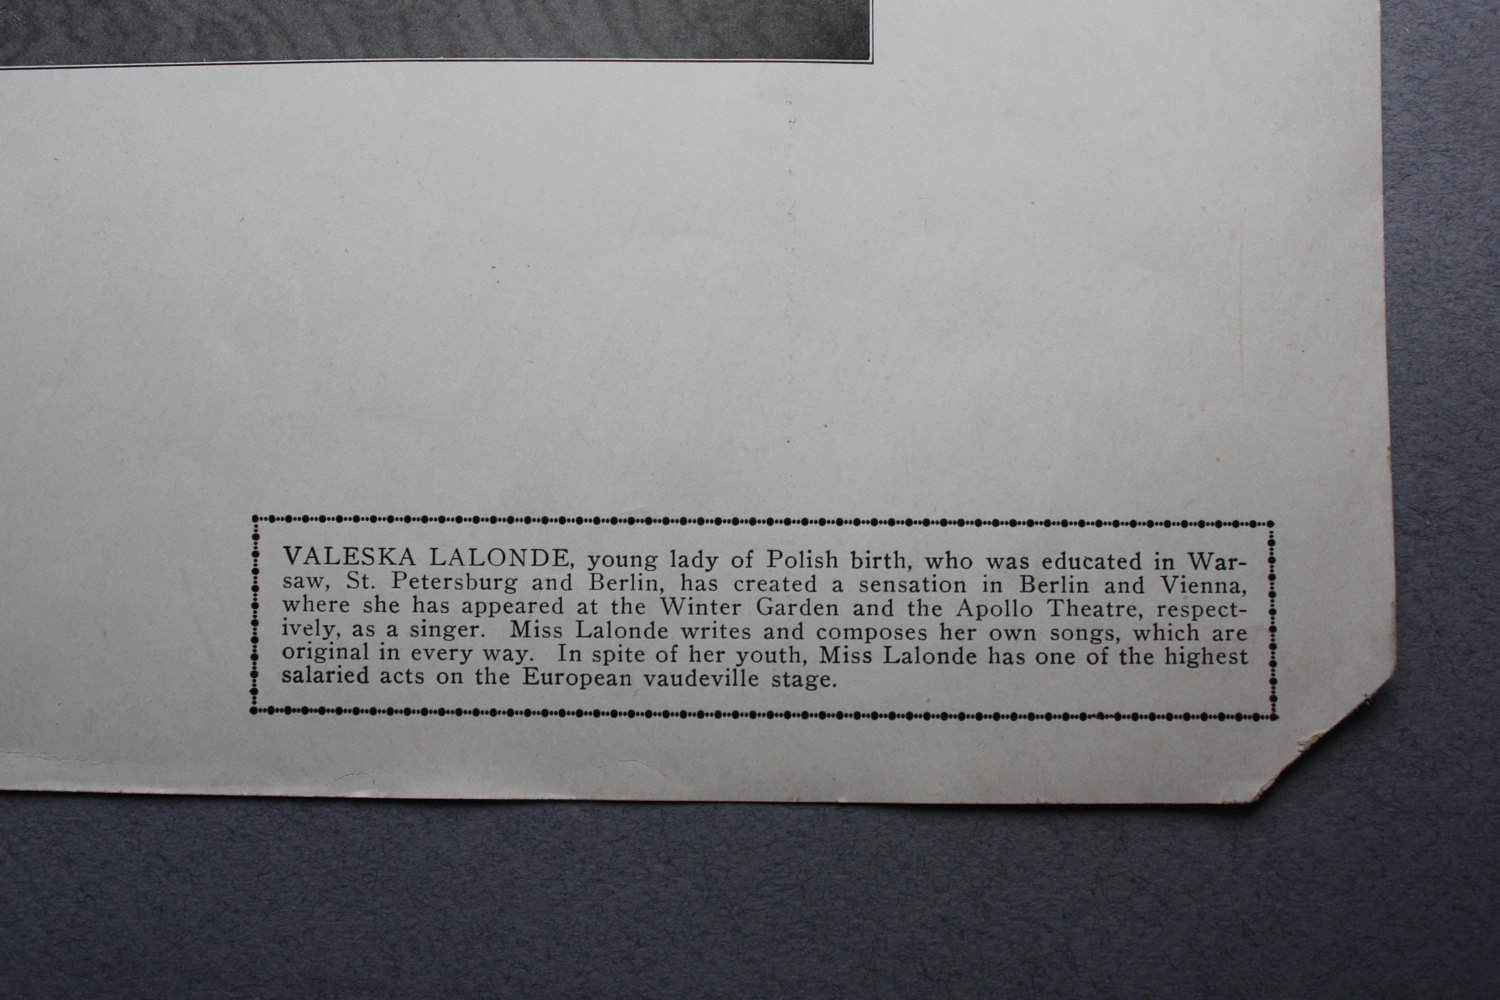 VALESKA LALONDE, young lady of Polish birth, who was educated in War-
saw, St. Petersburg and Berlin, has created a sensation in Berlin and Vienna,
where she has appeared at the Winter Garden and the Apollo Theatre, respect-
ively, as a singer. Miss Lalonde writes and composes her own songs, which are
original in every way. In spite of her youth, Miss Lalonde has one of the highest
salaried acts on the European vaudeville stage.